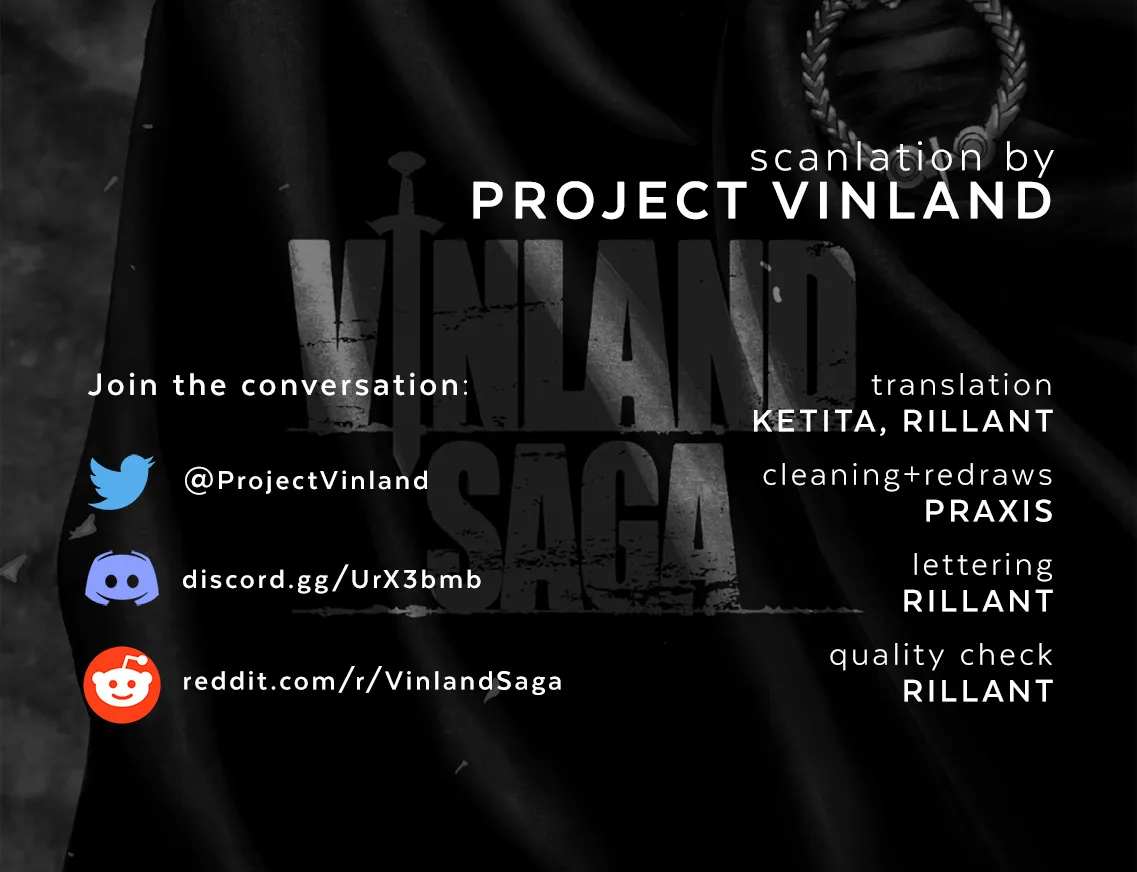 scanlation by
PROJECT VINLAND
VINLAND
SAGA
Join the conversation:
@ProjectVinland
discord.gg/UrX3bmb
reddit.com/r/VinlandSaga
translation
KETITA, RILLANT
cleaning+redraws
PRAXIS
lettering
RILLANT
quality check
RILLANT